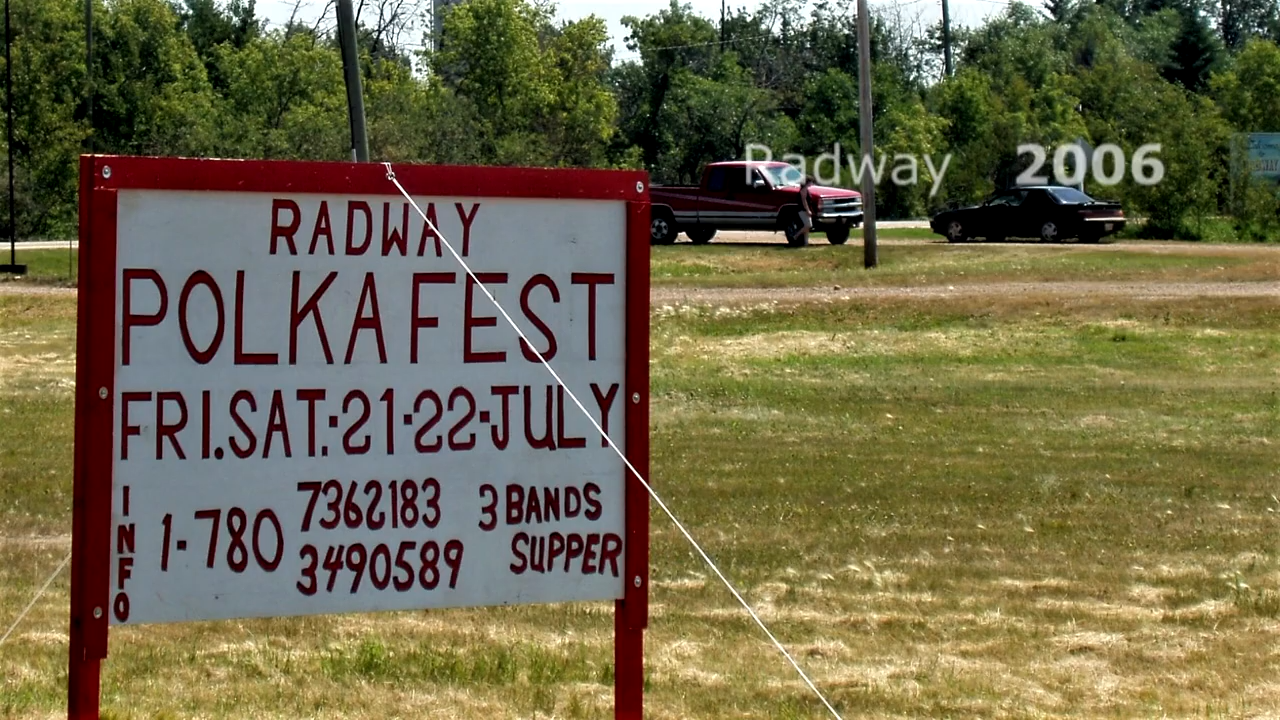 Radway 2006
RADWAY
POLKAFEST
FRI.SAT.-21-22-JULY
INFO
1-780
7362183
3490589
3 BANDS
SUPPER